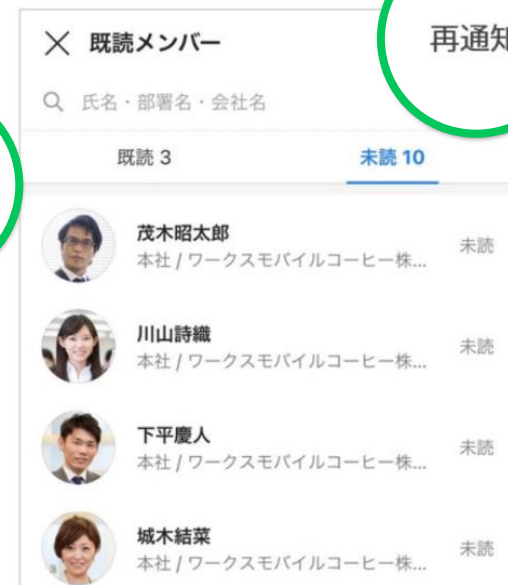 既読メンバー
再通知
氏名・部署名・会社名
既読 3
未読 10
茂木昭太郎
本社 / ワークスモバイルコーヒー株...
未読
川山詩織
本社 / ワークスモバイルコーヒー株...
未読
下平慶人
本社 / ワークスモバイルコーヒー株...
未読
城木結菜
本社 / ワークスモバイルコーヒー株...
未読